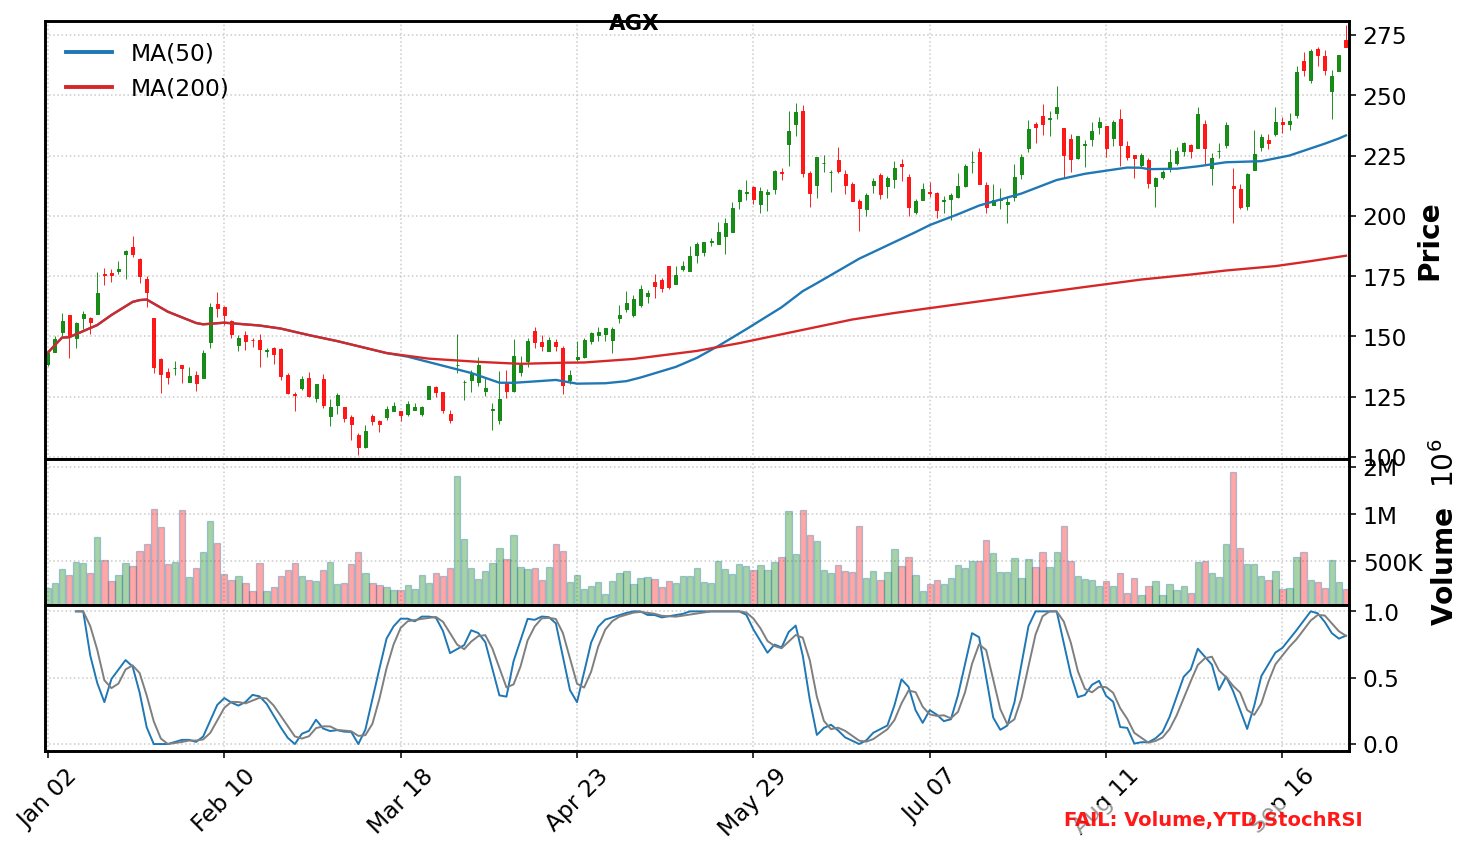 AGX
MA(50)
MA(200)
275
250
225
200
175
150
125
100
Price
2M
1M
500K
Volume 10^6
1.0
0.5
0.0
Jan 02
Feb 10
Mar 18
Apr 23
May 29
Jul 07
Aug 11
Sep 16
FAIL: Volume,YTD,StochRSI